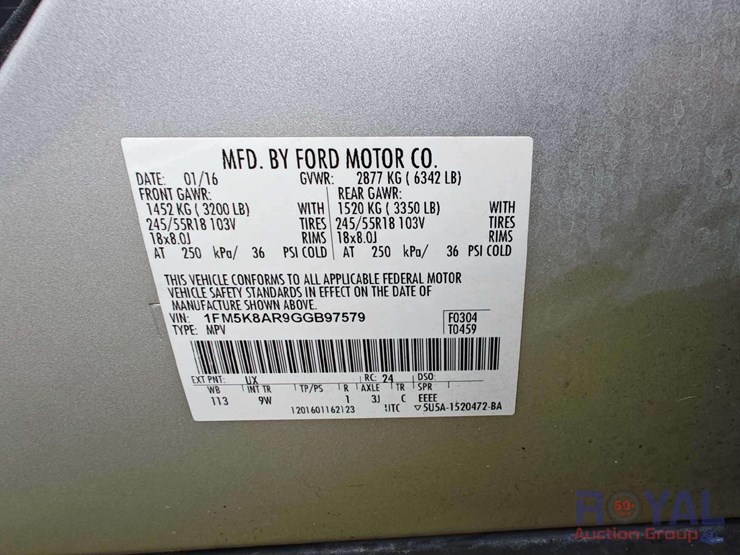 MFD. BY FORD MOTOR CO.
DATE: 01/16 GVWR: 2877 KG ( 6342 LB)
FRONT GAWR: REAR GAWR:
1452 KG ( 3200 LB) WITH 1520 KG ( 3350 LB) WITH
245/55R18 103V TIRES 245/55R18 103V TIRES
18x8.0J RIMS 18x8.0J RIMS
AT 250 kPa/ 36 PSI COLD AT 250 kPa/ 36 PSI COLD
THIS VEHICLE CONFORMS TO ALL APPLICABLE FEDERAL MOTOR
VEHICLE SAFETY STANDARDS IN EFFECT ON THE DATE OF
MANUFACTURE SHOWN ABOVE.
VIN: 1FM5K8AR9GGB97579 F0304
TYPE: MPV T0459
EXT PNT: UX RC: 24 DSO:
WB INT TR TP/PS R AXLE TR SPR
113 9W 1 3J C EEEE
1201601162123 UTC ▽5U5A-1520472-BA
ROYAL
Auction Group